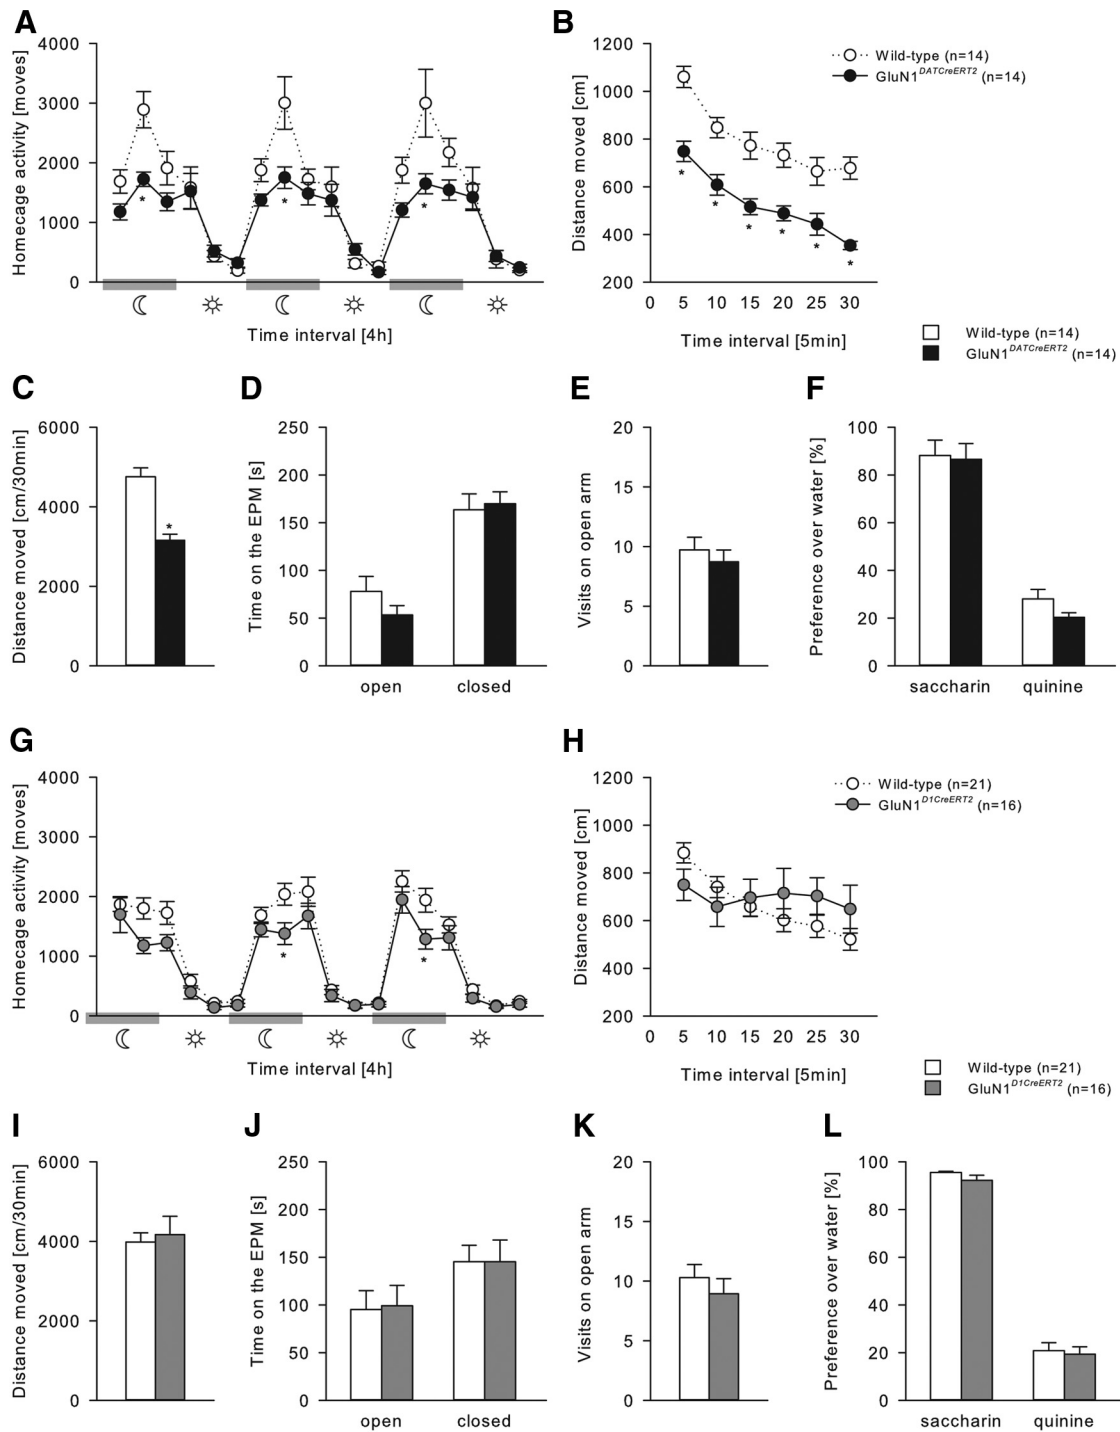 A
Homecage activity [moves]
4000
3000
2000
1000
0
* * *
Time interval [4h]
B
Distance moved [cm]
1200
1000
800
600
400
200
* * * * * *
0 5 10 15 20 25 30
Time interval [5min]
Wild-type (n=14)
GluN1DATCreERT2 (n=14)
Wild-type (n=14)
GluN1DATCreERT2 (n=14)
C
Distance moved [cm/30min]
6000
4000
2000
0
*
D
Time on the EPM [s]
250
200
150
100
50
0
open closed
E
Visits on open arm
20
15
10
5
0
F
Preference over water [%]
100
80
60
40
20
0
saccharin quinine
G
Homecage activity [moves]
4000
3000
2000
1000
0
* *
Time interval [4h]
H
Distance moved [cm]
1200
1000
800
600
400
200
0 5 10 15 20 25 30
Time interval [5min]
Wild-type (n=21)
GluN1D1CreERT2 (n=16)
Wild-type (n=21)
GluN1D1CreERT2 (n=16)
I
Distance moved [cm/30min]
6000
4000
2000
0
J
Time on the EPM [s]
250
200
150
100
50
0
open closed
K
Visits on open arm
20
15
10
5
0
L
Preference over water [%]
100
80
60
40
20
0
saccharin quinine